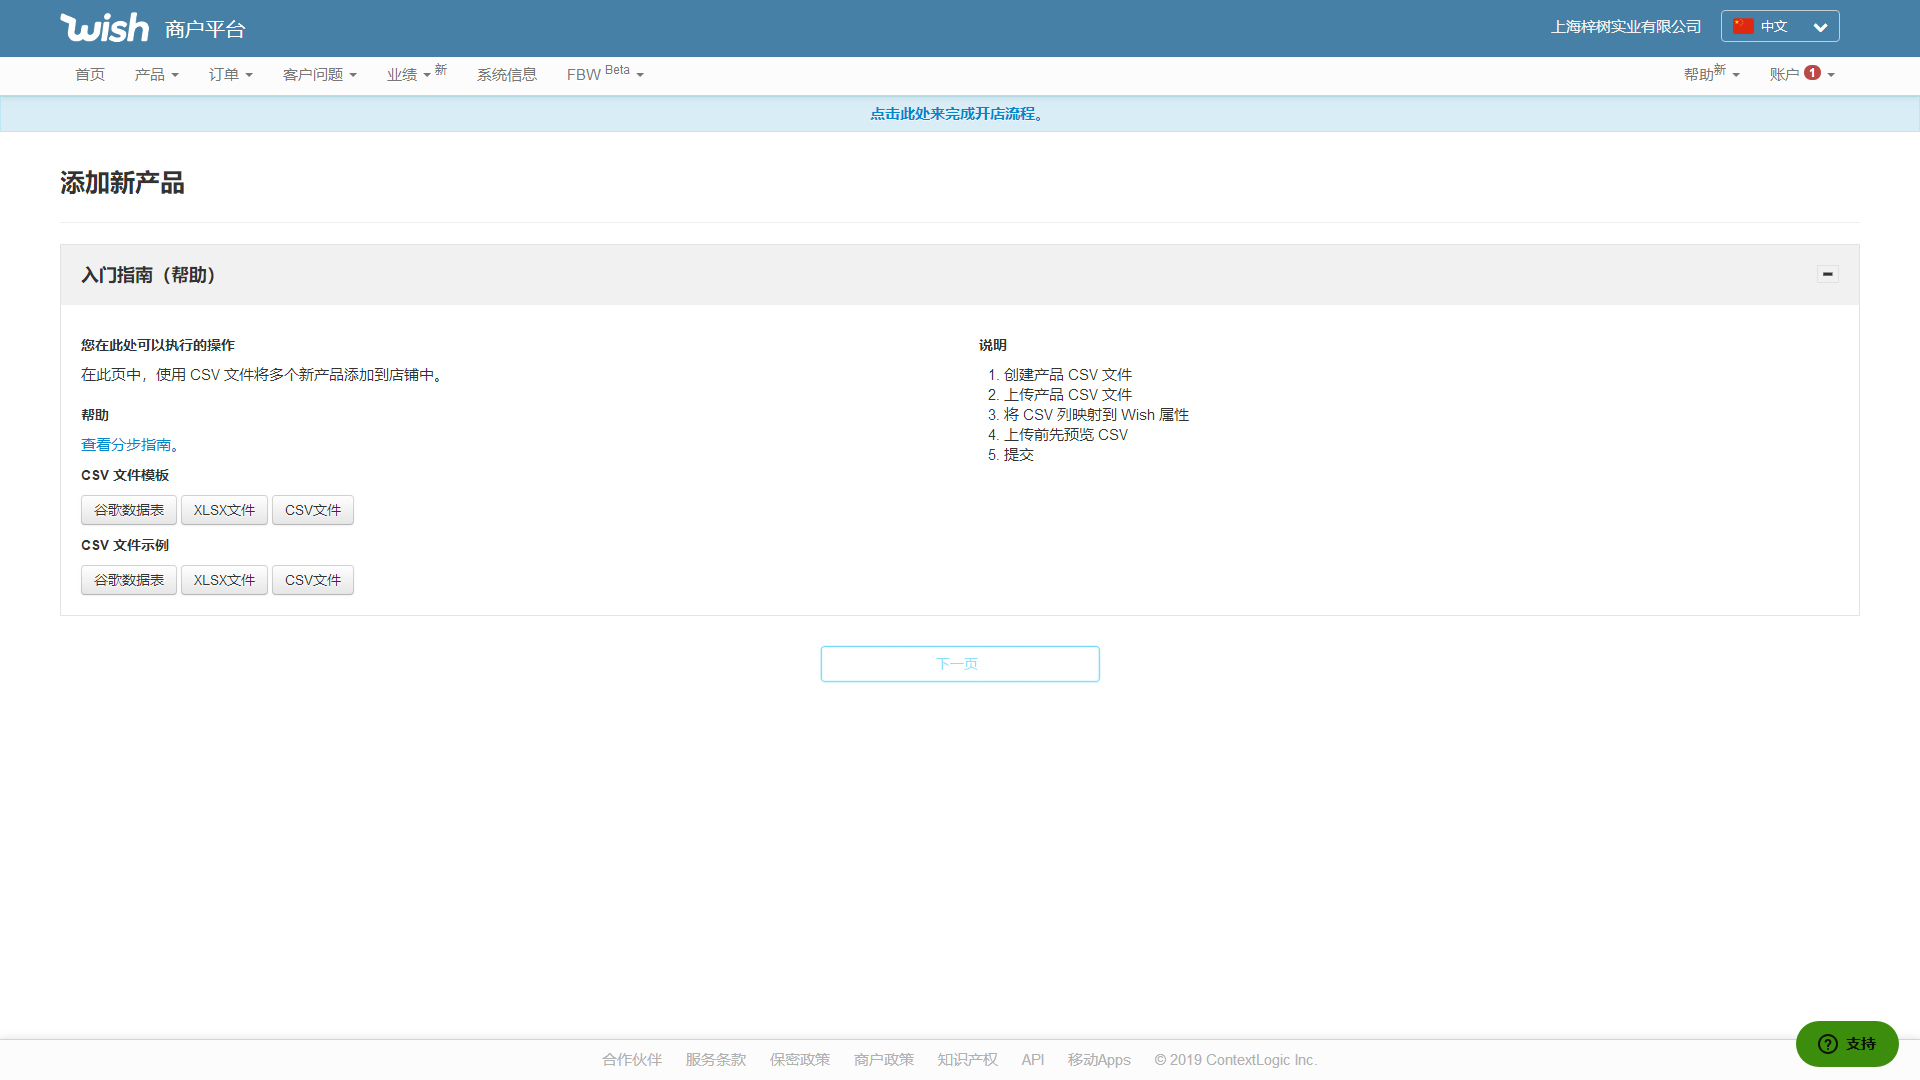 wish 商户平台
上海梓树实业有限公司
中文
首页 产品 订单 客户问题 业绩 新 系统信息 FBW Beta
帮助新 账户 1
点击此处来完成开店流程。
添加新产品
入门指南（帮助）
您在此处可以执行的操作
在此页中，使用 CSV 文件将多个新产品添加到店铺中。
帮助
查看分步指南。
CSV 文件模板
谷歌数据表 XLSX文件 CSV文件
CSV 文件示例
谷歌数据表 XLSX文件 CSV文件
说明
1. 创建产品 CSV 文件
2. 上传产品 CSV 文件
3. 将 CSV 列映射到 Wish 属性
4. 上传前先预览 CSV
5. 提交
下一页
支持
合作伙伴 服务条款 保密政策 商户政策 知识产权 API 移动Apps © 2019 ContextLogic Inc.